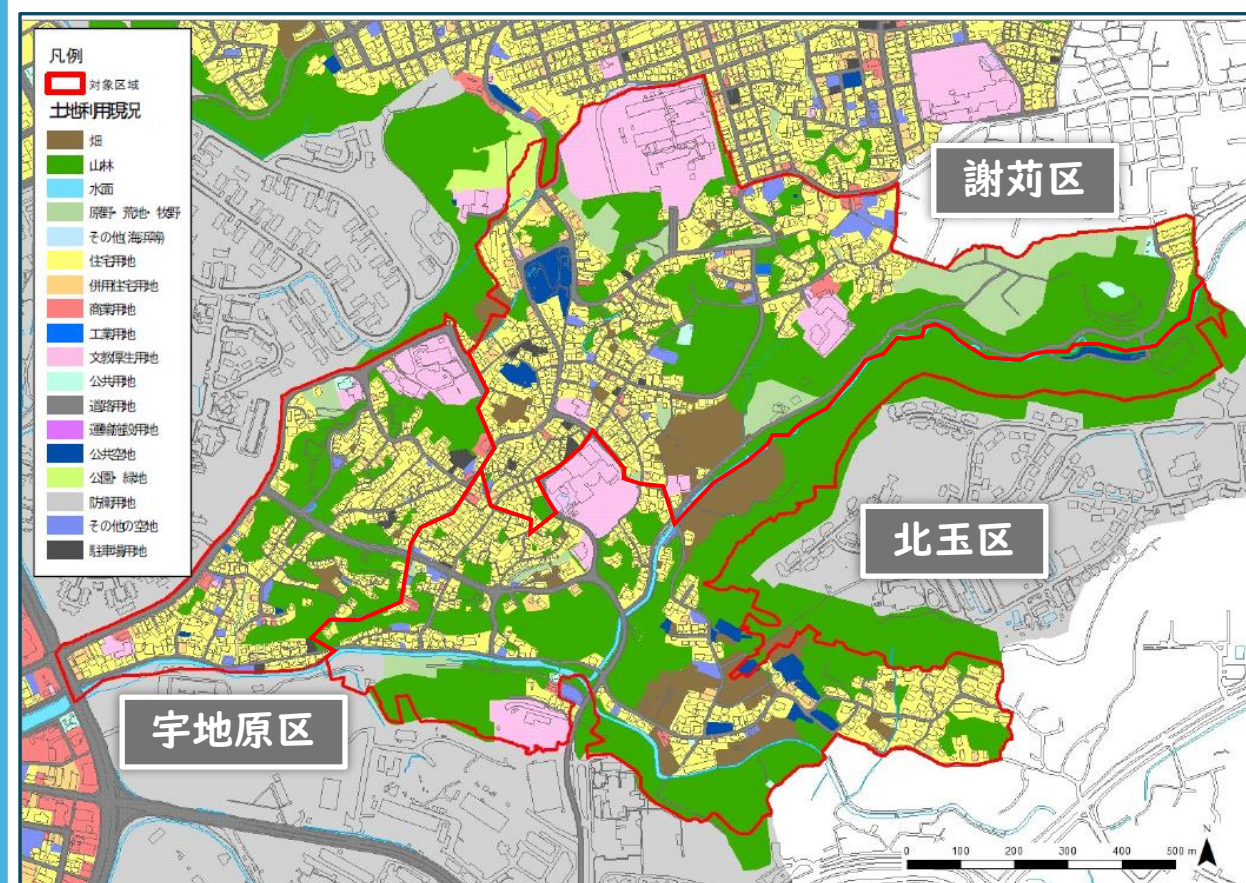 凡例
対象区域
土地利用現況
畑
山林
水面
原野・荒地・牧野
その他(海浜等)
住宅用地
併用住宅用地
商業用地
工業用地
文教厚生用地
公共用地
道路用地
運輸施設用地
公共空地
公園・緑地
防衛用地
その他の空地
駐車場用地
謝苅区
北玉区
宇地原区
N
0 100 200 300 400 500 m